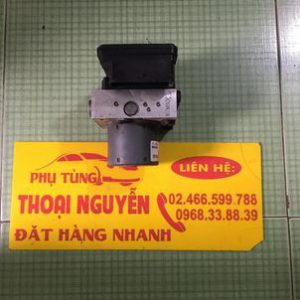 LIÊN HỆ:
PHỤ TÙNG
THOẠI NGUYỄN
02.466.599.788
0968.33.88.39
ĐẶT HÀNG NHANH